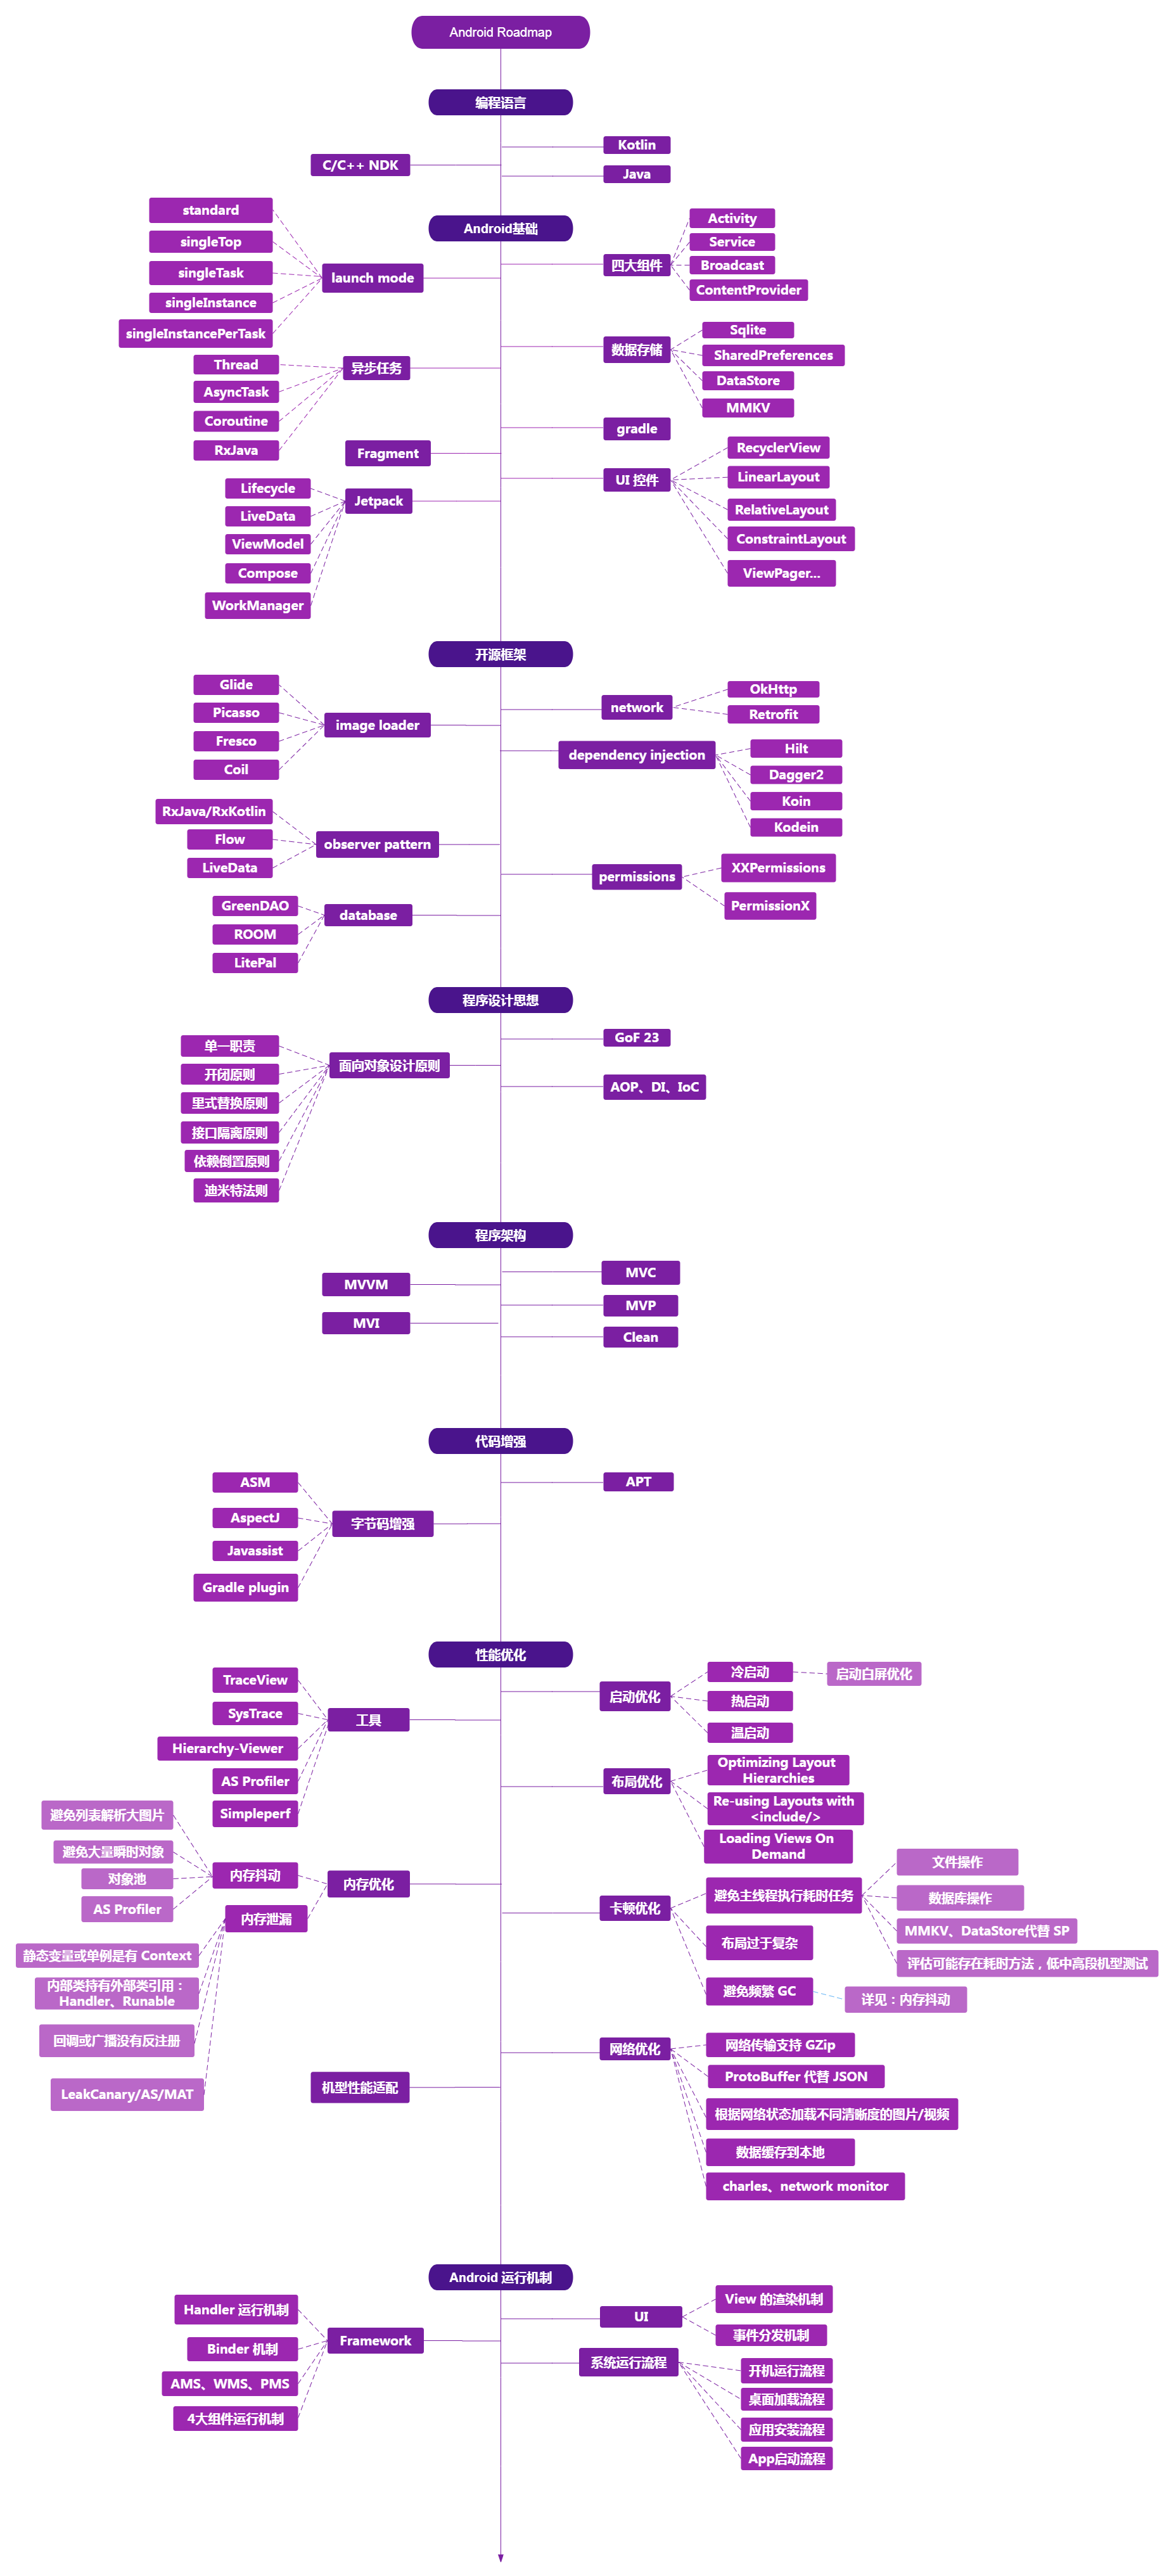 Android Roadmap
编程语言
Kotlin
C/C++ NDK
Java
Android基础
standard
singleTop
singleTask
singleInstance
singleInstancePerTask
launch mode
四大组件
Activity
Service
Broadcast
ContentProvider
数据存储
Sqlite
SharedPreferences
DataStore
MMKV
Thread
AsyncTask
Coroutine
RxJava
异步任务
gradle
Fragment
UI 控件
RecyclerView
LinearLayout
RelativeLayout
ConstraintLayout
ViewPager...
Lifecycle
LiveData
ViewModel
Compose
WorkManager
Jetpack
开源框架
Glide
Picasso
Fresco
Coil
image loader
network
OkHttp
Retrofit
dependency injection
Hilt
Dagger2
Koin
Kodein
RxJava/RxKotlin
Flow
LiveData
observer pattern
permissions
XXPermissions
PermissionX
GreenDAO
ROOM
LitePal
database
程序设计思想
GoF 23
单一职责
开闭原则
里式替换原则
接口隔离原则
依赖倒置原则
迪米特法则
面向对象设计原则
AOP、DI、IoC
程序架构
MVC
MVVM
MVP
MVI
Clean
代码增强
APT
ASM
AspectJ
Javassist
Gradle plugin
字节码增强
性能优化
TraceView
SysTrace
Hierarchy-Viewer
AS Profiler
Simpleperf
工具
启动优化
冷启动
启动白屏优化
热启动
温启动
布局优化
Optimizing Layout
Hierarchies
Re-using Layouts with
<include/>
Loading Views On
Demand
避免列表解析大图片
避免大量瞬时对象
对象池
AS Profiler
内存抖动
内存优化
内存泄漏
静态变量或单例是有 Context
内部类持有外部类引用：
Handler、Runable
回调或广播没有反注册
LeakCanary/AS/MAT
卡顿优化
避免主线程执行耗时任务
文件操作
数据库操作
MMKV、DataStore代替 SP
评估可能存在耗时方法，低中高段机型测试
布局过于复杂
避免频繁 GC
详见：内存抖动
网络优化
网络传输支持 GZip
ProtoBuffer 代替 JSON
根据网络状态加载不同清晰度的图片/视频
数据缓存到本地
charles、network monitor
机型性能适配
Android 运行机制
Handler 运行机制
Binder 机制
AMS、WMS、PMS
4大组件运行机制
Framework
UI
View 的渲染机制
事件分发机制
系统运行流程
开机运行流程
桌面加载流程
应用安装流程
App启动流程